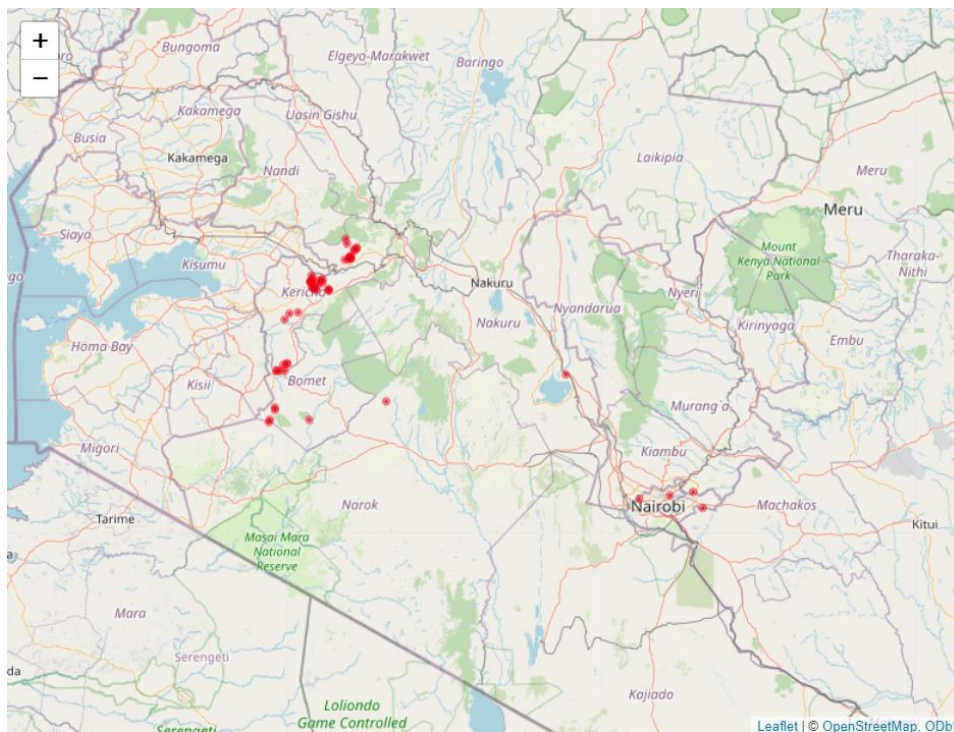 +
−
Bungoma
Elgeyo-Marakwet
Baringo
Kakamega
Uasin Gishu
Busia
Kakamega
Nandi
Laikipia
Meru
Meru
Siaya
Kisumu
Mount
Kenya National
Park
Tharaka-
Nithi
Kericho
Nakuru
Nyeri
Nakuru
Nyandarua
Kirinyaga
Homa Bay
Embu
Kisii
Bomet
Murang'a
Migori
Kiambu
Narok
Nairobi
Machakos
Tarime
Kitui
Masai Mara
National
Reserve
Mara
Serengeti
Kajiado
Loliondo
Game Controlled
Serengeti
Leaflet | © OpenStreetMap, ODb